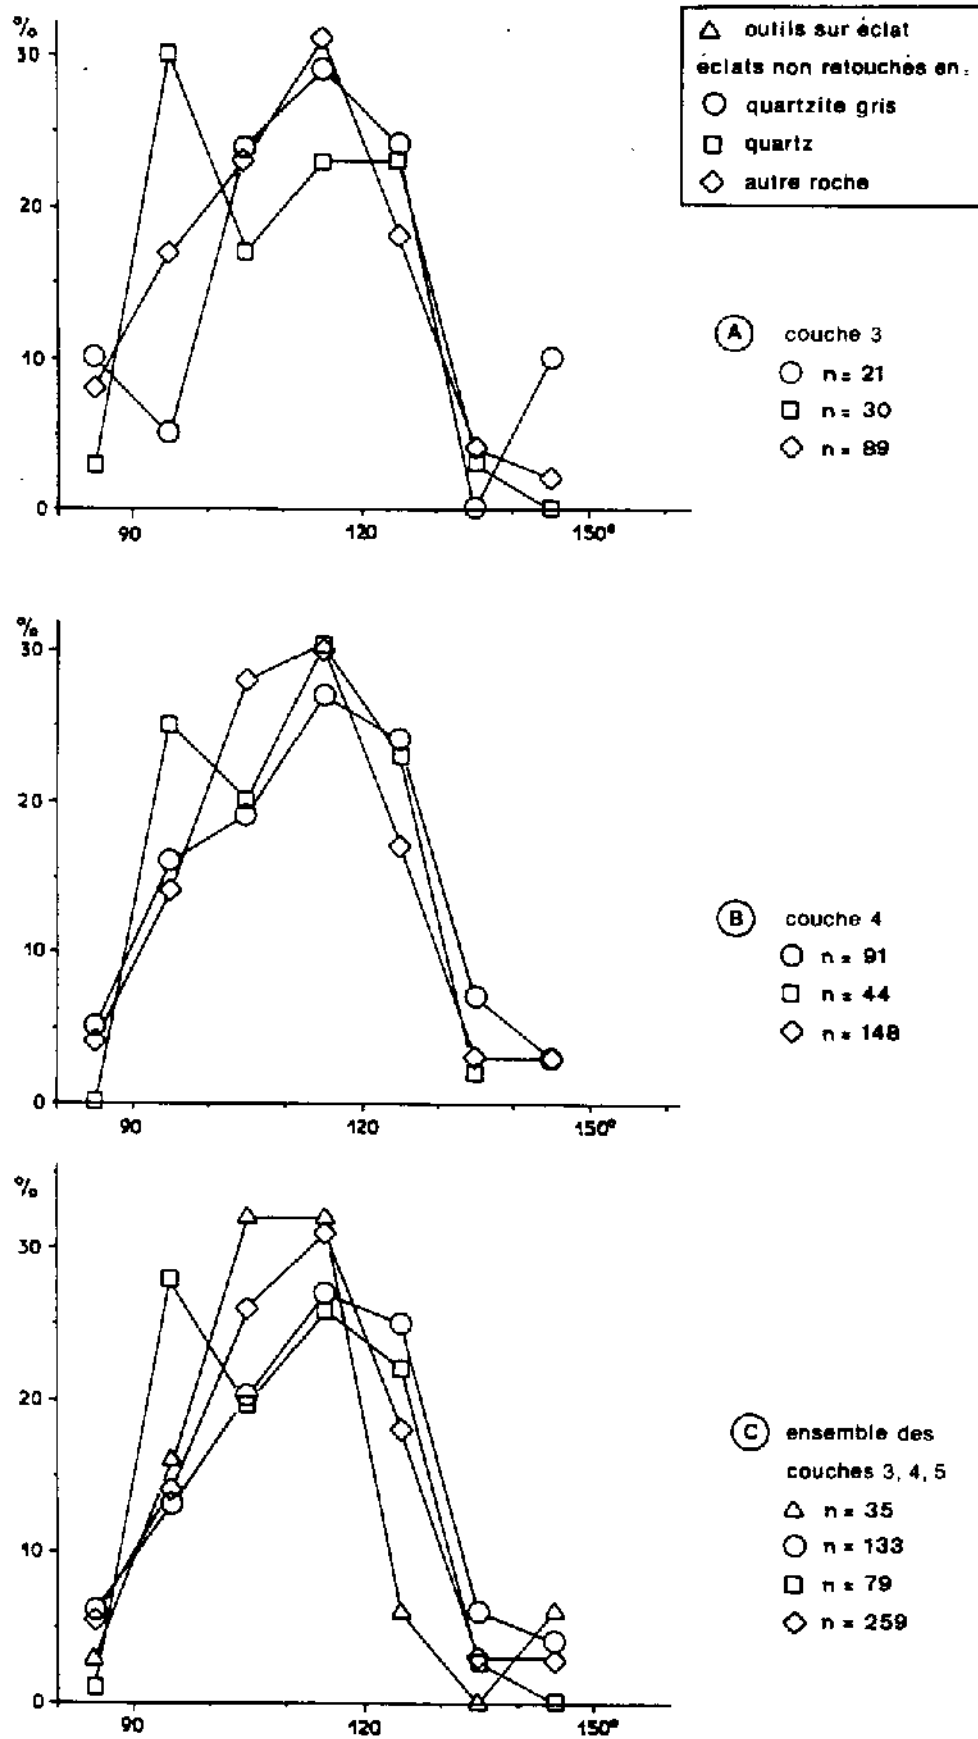 △ outils sur éclat
éclats non retouchés en :
○ quartzite gris
□ quartz
◇ autre roche
%
30
20
10
0
90 120 150°
A couche 3
○ n = 21
□ n = 30
◇ n = 89
%
30
20
10
0
90 120 150°
B couche 4
○ n = 91
□ n = 44
◇ n = 148
%
30
20
10
0
90 120 150°
C ensemble des
couches 3, 4, 5
△ n = 35
○ n = 133
□ n = 79
◇ n = 259